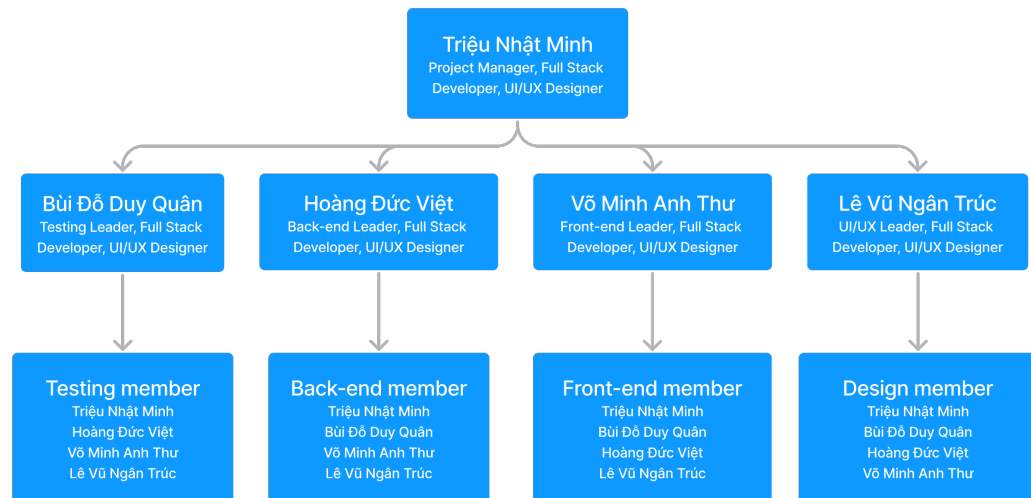 Triệu Nhật Minh
Project Manager, Full Stack
Developer, UI/UX Designer
Bùi Đỗ Duy Quân
Testing Leader, Full Stack
Developer, UI/UX Designer
Hoàng Đức Việt
Back-end Leader, Full Stack
Developer, UI/UX Designer
Võ Minh Anh Thư
Front-end Leader, Full Stack
Developer, UI/UX Designer
Lê Vũ Ngân Trúc
UI/UX Leader, Full Stack
Developer, UI/UX Designer
Testing member
Triệu Nhật Minh
Hoàng Đức Việt
Võ Minh Anh Thư
Lê Vũ Ngân Trúc
Back-end member
Triệu Nhật Minh
Bùi Đỗ Duy Quân
Võ Minh Anh Thư
Lê Vũ Ngân Trúc
Front-end member
Triệu Nhật Minh
Bùi Đỗ Duy Quân
Hoàng Đức Việt
Lê Vũ Ngân Trúc
Design member
Triệu Nhật Minh
Bùi Đỗ Duy Quân
Hoàng Đức Việt
Võ Minh Anh Thư